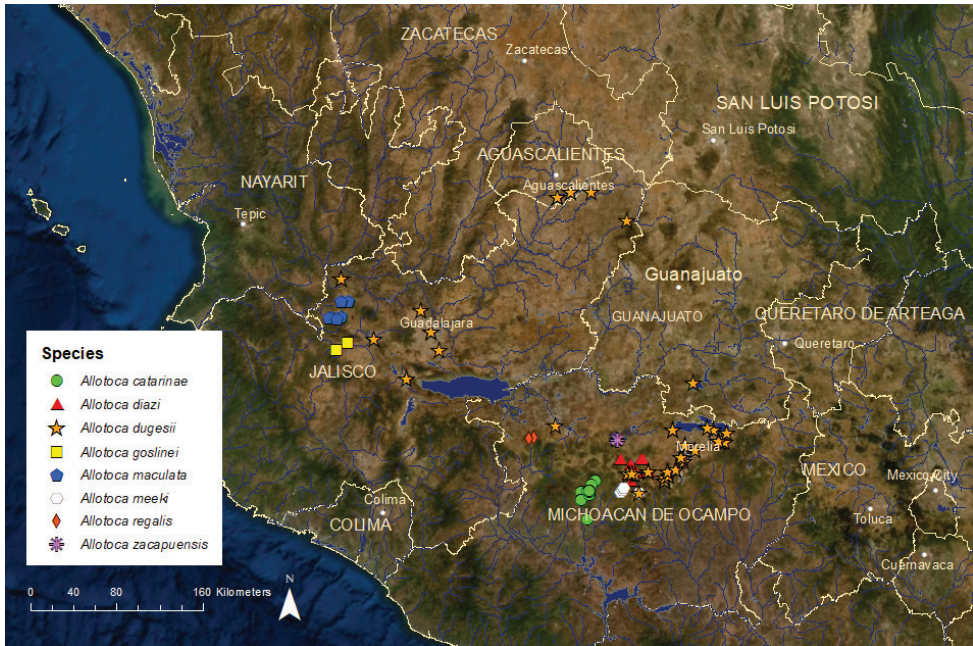 ZACATECAS
Zacatecas
SAN LUIS POTOSI
San Luis Potosi
AGUASCALIENTES
Aguascalientes
NAYARIT
Tepic
Guanajuato
GUANAJUATO
QUERETARO DE ARTEAGA
Queretaro
Guadalajara
JALISCO
Morelia
MEXICO
Mexico City
Toluca
Cuernavaca
MICHOACAN DE OCAMPO
Colima
COLIMA
Species
Allotoca catarinae
Allotoca diazi
Allotoca dugesii
Allotoca goslinei
Allotoca maculata
Allotoca meeki
Allotoca regalis
Allotoca zacapuensis
0 40 80 160 Kilometers
N